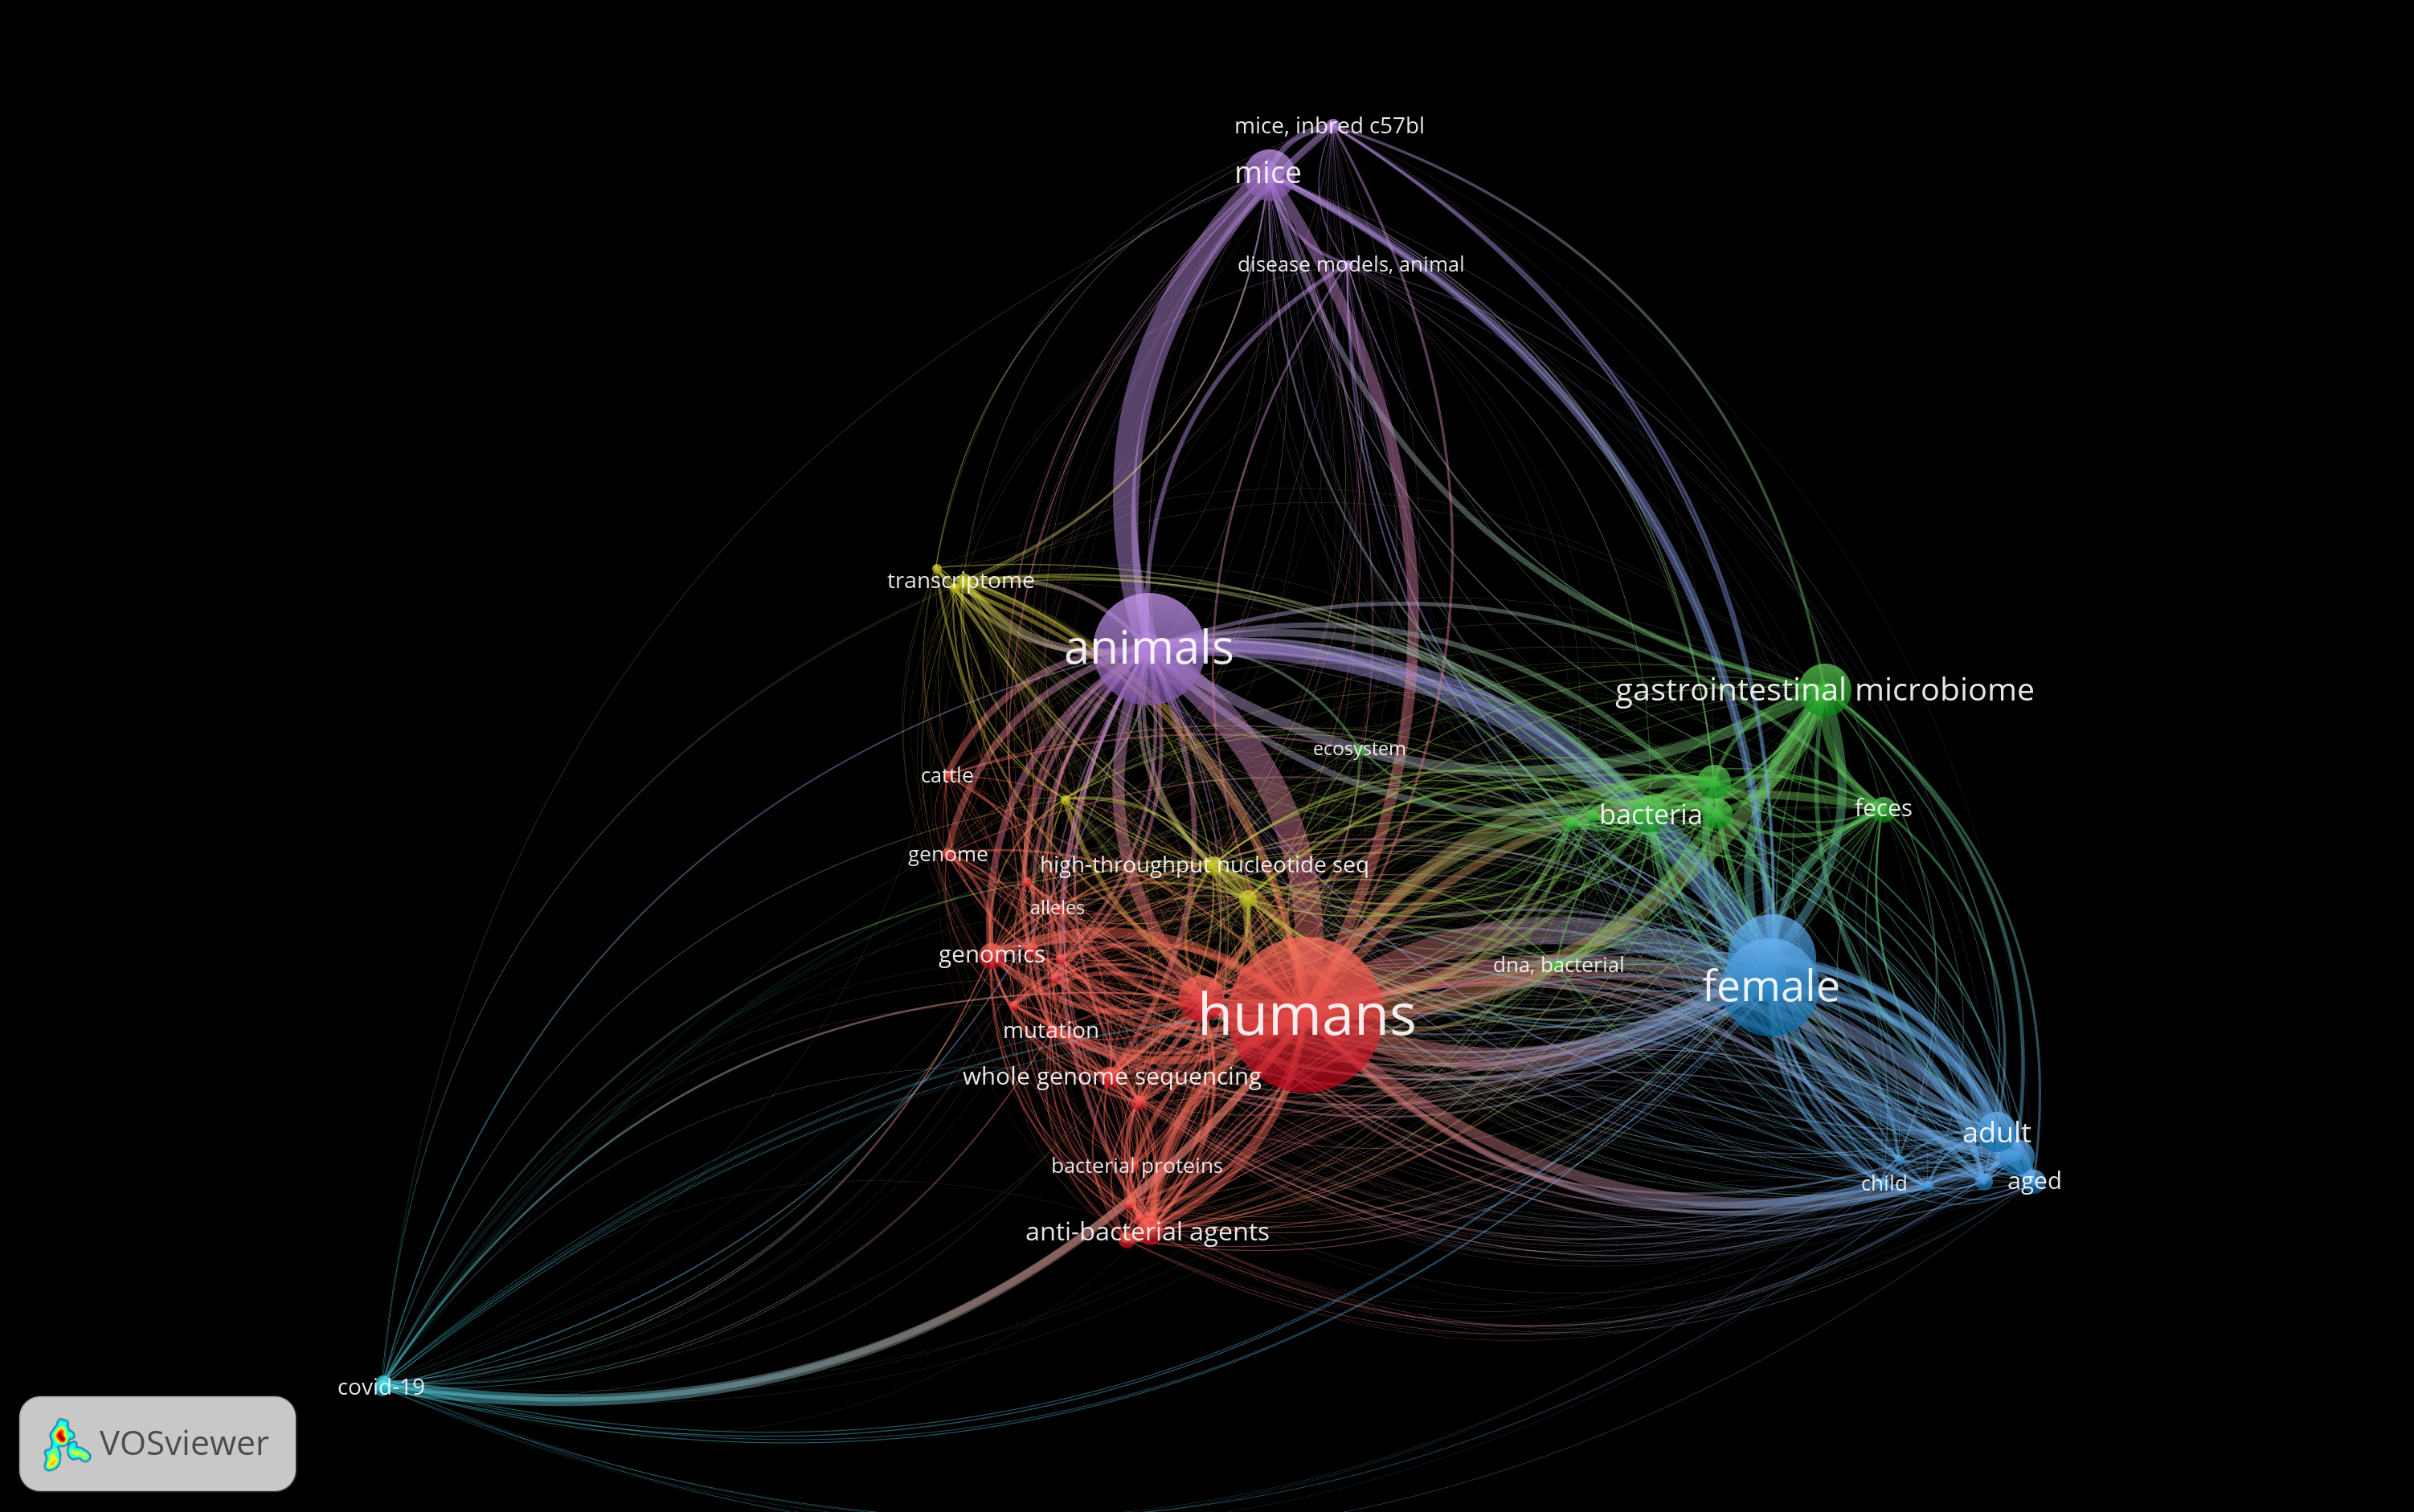 mice, inbred c57bl
mice
disease models, animal
transcriptome
animals
gastrointestinal microbiome
ecosystem
cattle
feces
bacteria
genome
high-throughput nucleotide seq
alleles
genomics
dna, bacterial
female
humans
mutation
whole genome sequencing
adult
bacterial proteins
child
aged
anti-bacterial agents
covid-19
VOSviewer